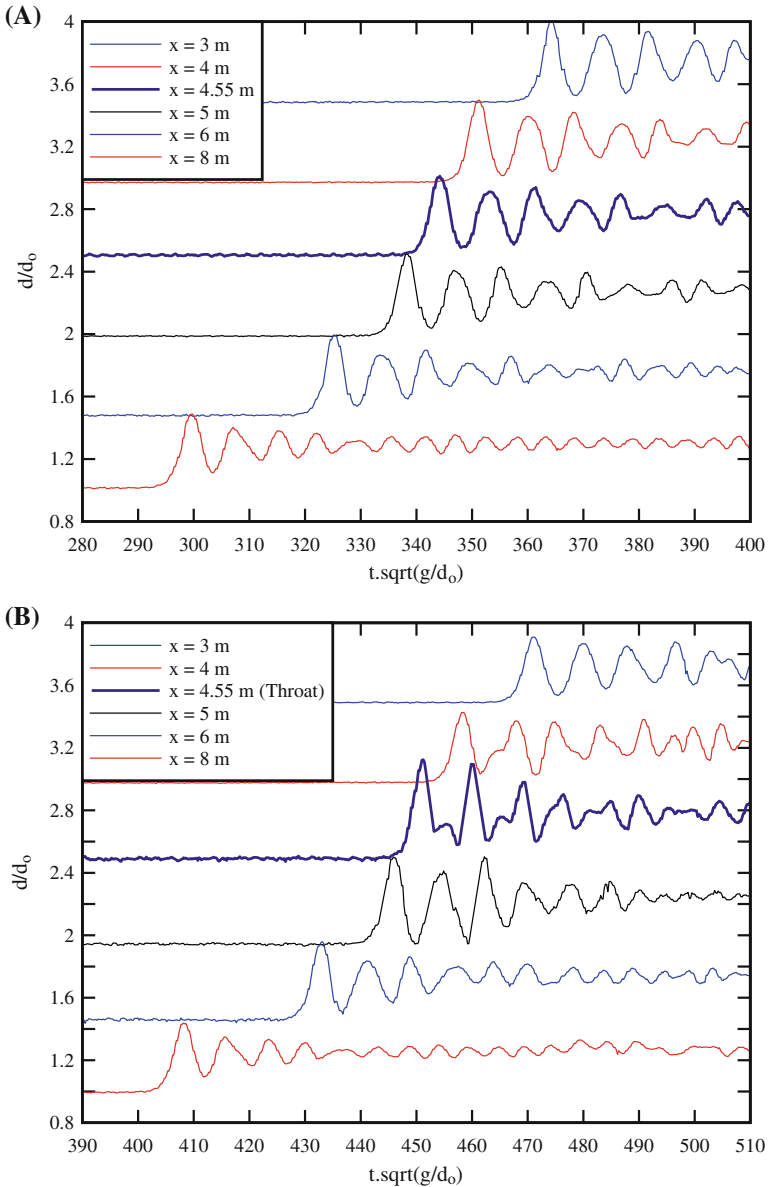 (A)
4
3.6
3.2
2.8
2.4
2
1.6
1.2
0.8
d/do
x = 3 m
x = 4 m
x = 4.55 m
x = 5 m
x = 6 m
x = 8 m
280 290 300 310 320 330 340 350 360 370 380 390 400
t.sqrt(g/do)
(B)
4
3.6
3.2
2.8
2.4
2
1.6
1.2
0.8
d/do
x = 3 m
x = 4 m
x = 4.55 m (Throat)
x = 5 m
x = 6 m
x = 8 m
390 400 410 420 430 440 450 460 470 480 490 500 510
t.sqrt(g/do)